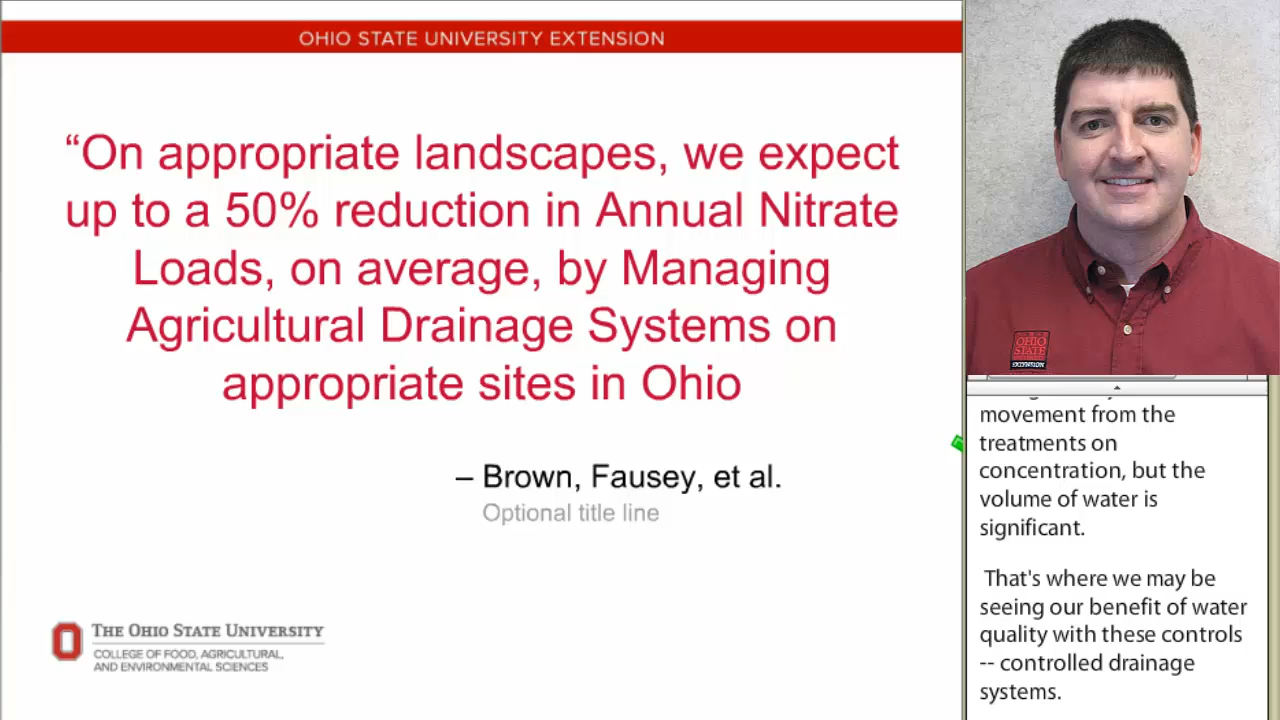 OHIO STATE UNIVERSITY EXTENSION
“On appropriate landscapes, we expect
up to a 50% reduction in Annual Nitrate
Loads, on average, by Managing
Agricultural Drainage Systems on
appropriate sites in Ohio
– Brown, Fausey, et al.
Optional title line
THE OHIO STATE UNIVERSITY
COLLEGE OF FOOD, AGRICULTURAL,
AND ENVIRONMENTAL SCIENCES
OHIO
STATE
EXTENSION
movement from the
treatments on
concentration, but the
volume of water is
significant.
That's where we may be
seeing our benefit of water
quality with these controls
-- controlled drainage
systems.